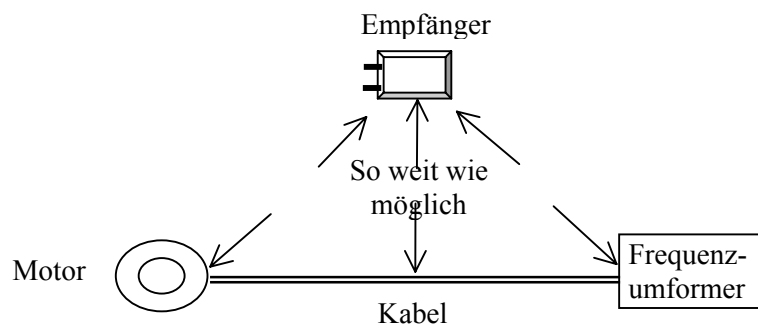 Empfänger
So weit wie
möglich
Motor
Frequenz-
umformer
Kabel